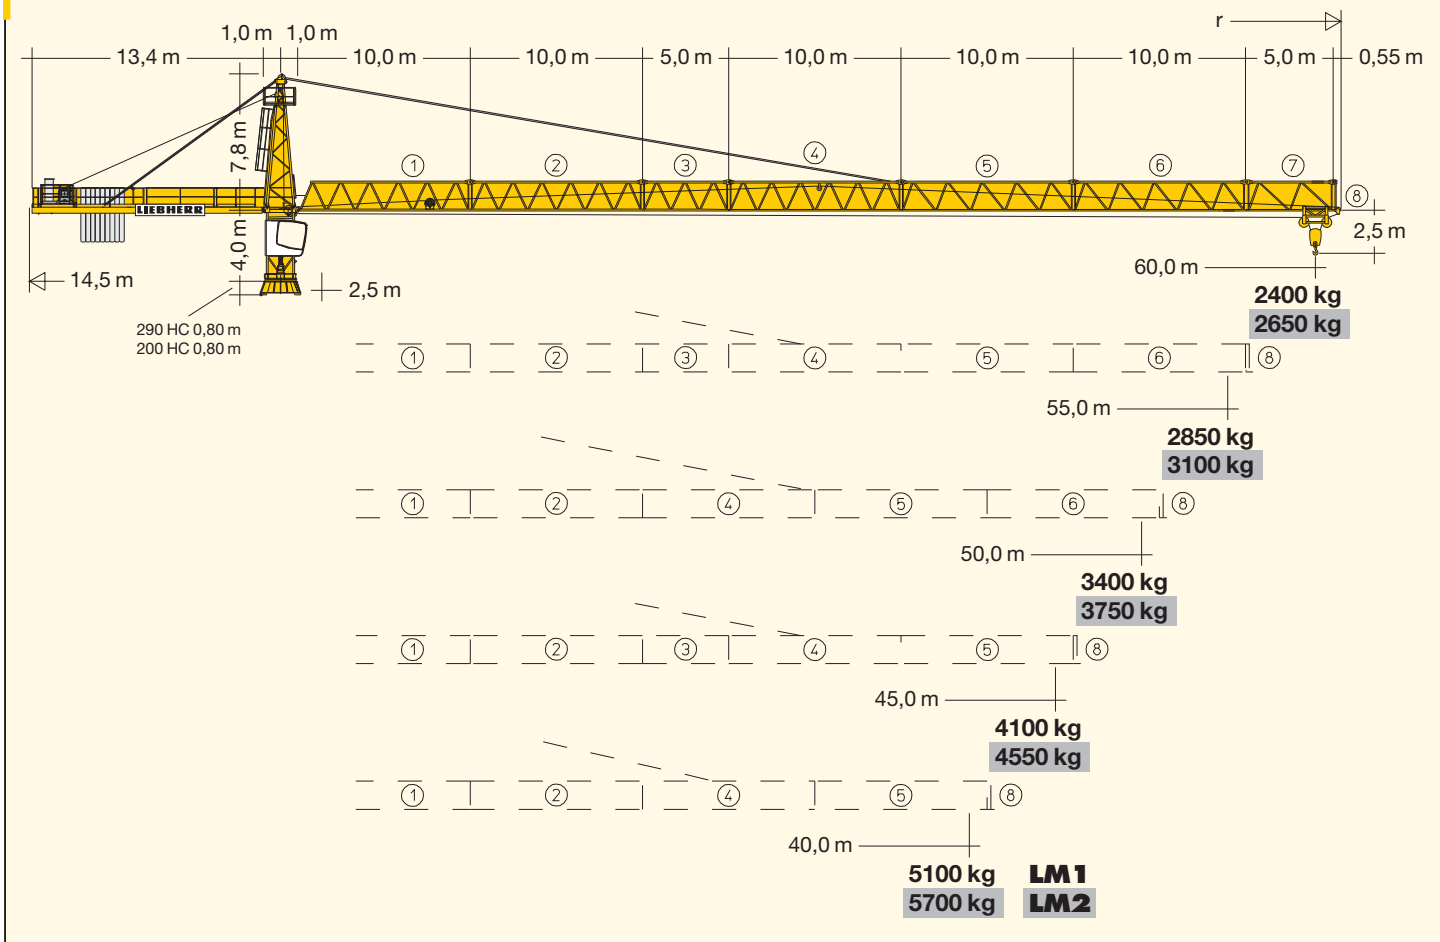 r
1,0 m 1,0 m
13,4 m 10,0 m 10,0 m 5,0 m 10,0 m 10,0 m 10,0 m 5,0 m 0,55 m
7,8 m
1 2 3 4 5 6 7
8
LIEBHERR
4,0 m
2,5 m
14,5 m
2,5 m
60,0 m
2400 kg
2650 kg
290 HC 0,80 m
200 HC 0,80 m
1 2 3 4 5 6 8
55,0 m
2850 kg
3100 kg
1 2 4 5 6 8
50,0 m
3400 kg
3750 kg
1 2 3 4 5 8
45,0 m
4100 kg
4550 kg
1 2 4 5 8
40,0 m
5100 kg LM1
5700 kg LM2